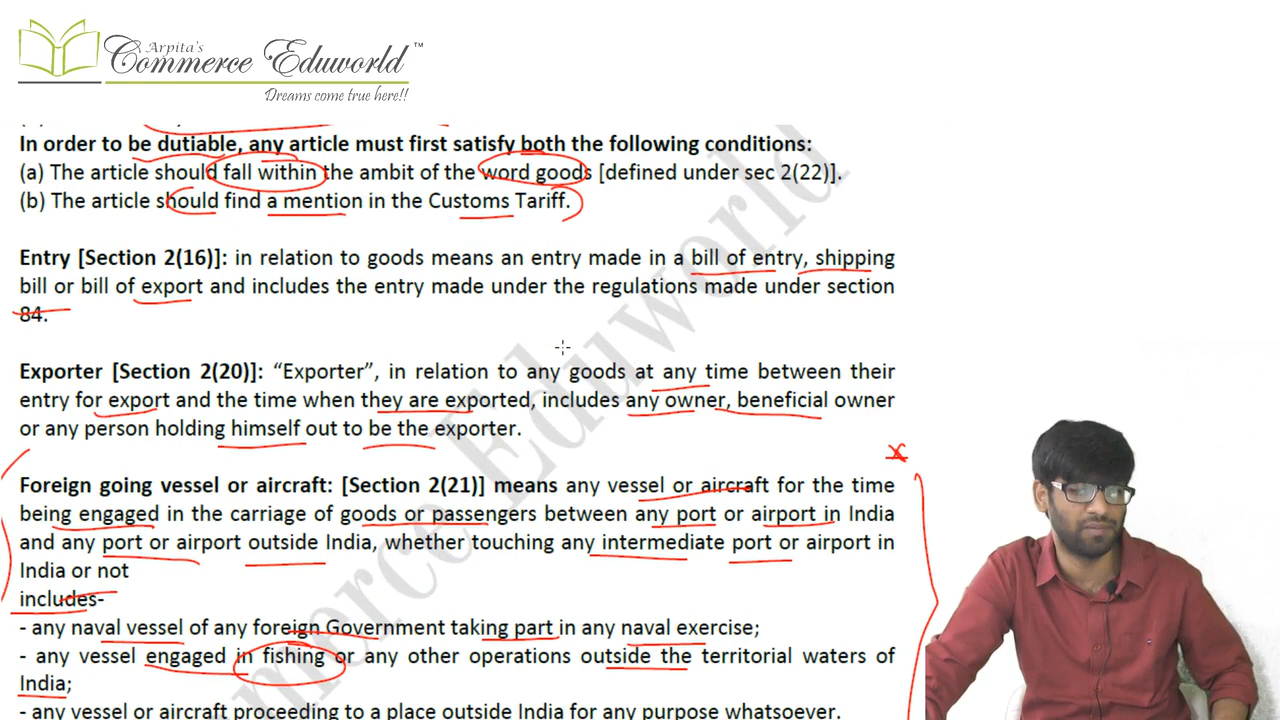 Arpita's
Commerce Eduworld™
Dreams come true here!!
In order to be dutiable, any article must first satisfy both the following conditions:
(a) The article should fall within the ambit of the word goods [defined under sec 2(22)].
(b) The article should find a mention in the Customs Tariff.
Entry [Section 2(16)]: in relation to goods means an entry made in a bill of entry, shipping
bill or bill of export and includes the entry made under the regulations made under section
84.
Exporter [Section 2(20)]: “Exporter”, in relation to any goods at any time between their
entry for export and the time when they are exported, includes any owner, beneficial owner
or any person holding himself out to be the exporter.
Foreign going vessel or aircraft: [Section 2(21)] means any vessel or aircraft for the time
being engaged in the carriage of goods or passengers between any port or airport in India
and any port or airport outside India, whether touching any intermediate port or airport in
India or not
includes-
- any naval vessel of any foreign Government taking part in any naval exercise;
- any vessel engaged in fishing or any other operations outside the territorial waters of
India;
- any vessel or aircraft proceeding to a place outside India for any purpose whatsoever.
merce Eduworld